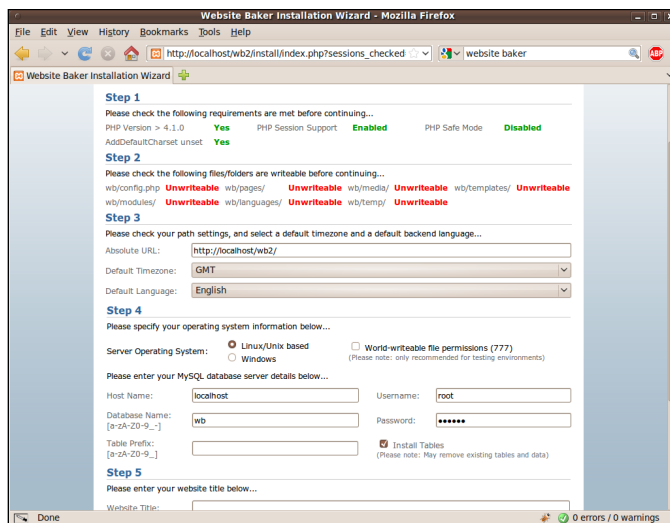 Website Baker Installation Wizard - Mozilla Firefox
File Edit View History Bookmarks Tools Help
http://localhost/wb2/install/index.php?sessions_checked
website baker
ABP
Website Baker Installation Wizard
Step 1
Please check the following requirements are met before continuing...
PHP Version > 4.1.0 Yes PHP Session Support Enabled PHP Safe Mode Disabled
AddDefaultCharset unset Yes
Step 2
Please check the following files/folders are writeable before continuing...
wb/config.php Unwriteable wb/pages/ Unwriteable wb/media/ Unwriteable wb/templates/ Unwriteable
wb/modules/ Unwriteable wb/languages/ Unwriteable wb/temp/ Unwriteable
Step 3
Please check your path settings, and select a default timezone and a default backend language...
Absolute URL: http://localhost/wb2/
Default Timezone: GMT
Default Language: English
Step 4
Please specify your operating system information below...
Server Operating System: Linux/Unix based World-writeable file permissions (777)
Windows (Please note: only recommended for testing environments)
Please enter your MySQL database server details below...
Host Name: localhost Username: root
Database Name: wb Password: ••••••
[a-zA-Z0-9_-]
Table Prefix: Install Tables
[a-zA-Z0-9_] (Please note: May remove existing tables and data)
Step 5
Please enter your website title below...
Website Title:
Done 0 errors / 0 warnings